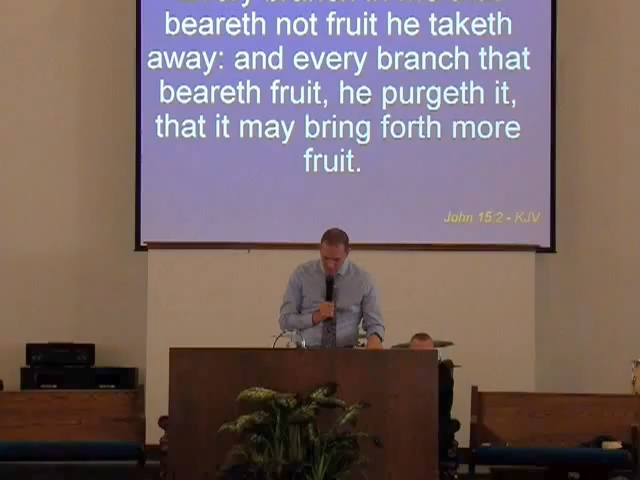 beareth not fruit he taketh
away: and every branch that
beareth fruit, he purgeth it,
that it may bring forth more
fruit.
John 15:2 - KJV